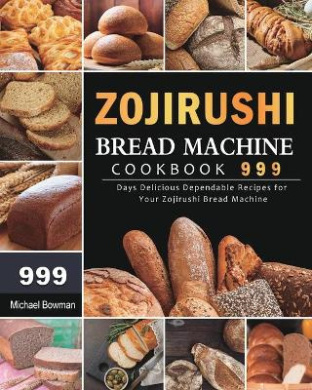 ZOJIRUSHI
BREAD MACHINE
COOKBOOK 999
Days Delicious Dependable Recipes for
Your Zojirushi Bread Machine
999
Michael Bowman